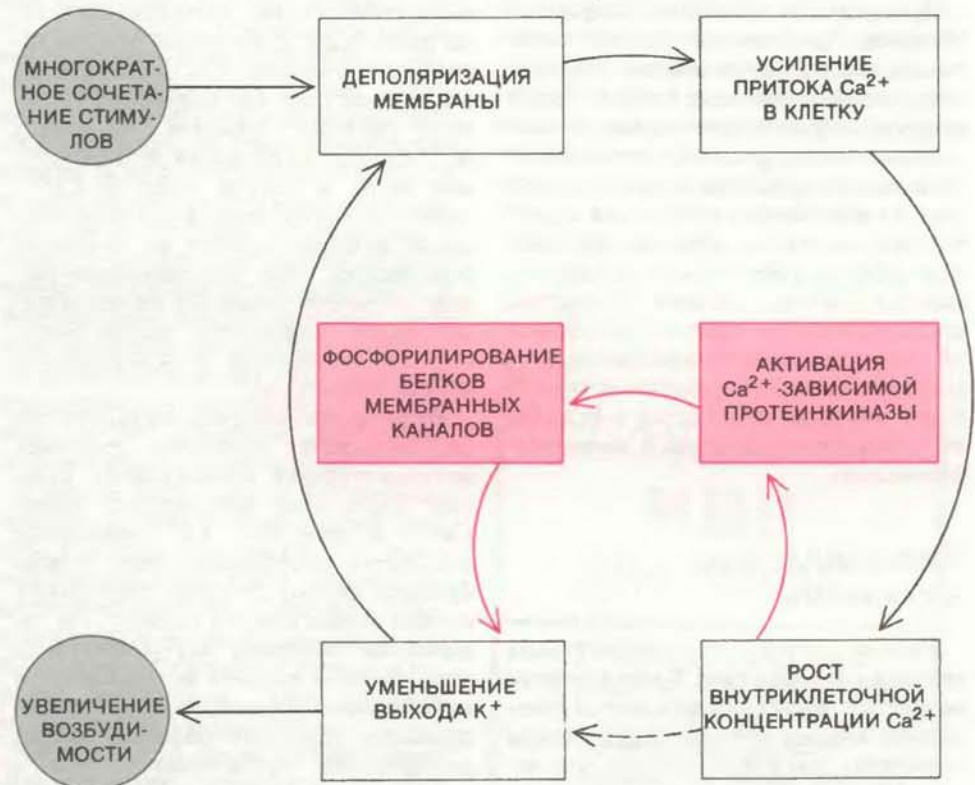 МНОГОКРАТ-
НОЕ СОЧЕТА-
НИЕ СТИМУ-
ЛОВ
ДЕПОЛЯРИЗАЦИЯ
МЕМБРАНЫ
УСИЛЕНИЕ
ПРИТОКА Ca²⁺
В КЛЕТКУ
ФОСФОРИЛИРОВАНИЕ
БЕЛКОВ
МЕМБРАННЫХ
КАНАЛОВ
АКТИВАЦИЯ
Ca²⁺ -ЗАВИСИМОЙ
ПРОТЕИНКИНАЗЫ
УВЕЛИЧЕНИЕ
ВОЗБУДИ-
МОСТИ
УМЕНЬШЕНИЕ
ВЫХОДА K⁺
РОСТ
ВНУТРИКЛЕТОЧНОЙ
КОНЦЕНТРАЦИИ Ca²⁺